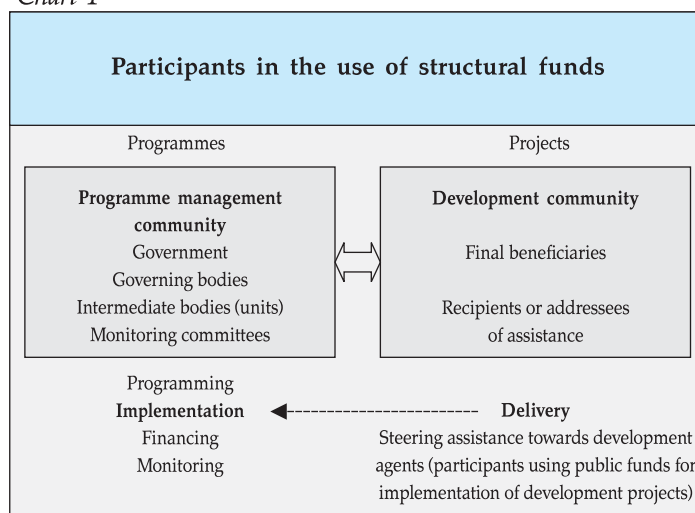 Chart 1
Participants in the use of structural funds
Programmes
Projects
Programme management
community
Government
Governing bodies
Intermediate bodies (units)
Monitoring committees
Development community
Final beneficiaries
Recipients or addressees
of assistance
Programming
Implementation
Financing
Monitoring
Delivery
Steering assistance towards development
agents (participants using public funds for
implementation of development projects)